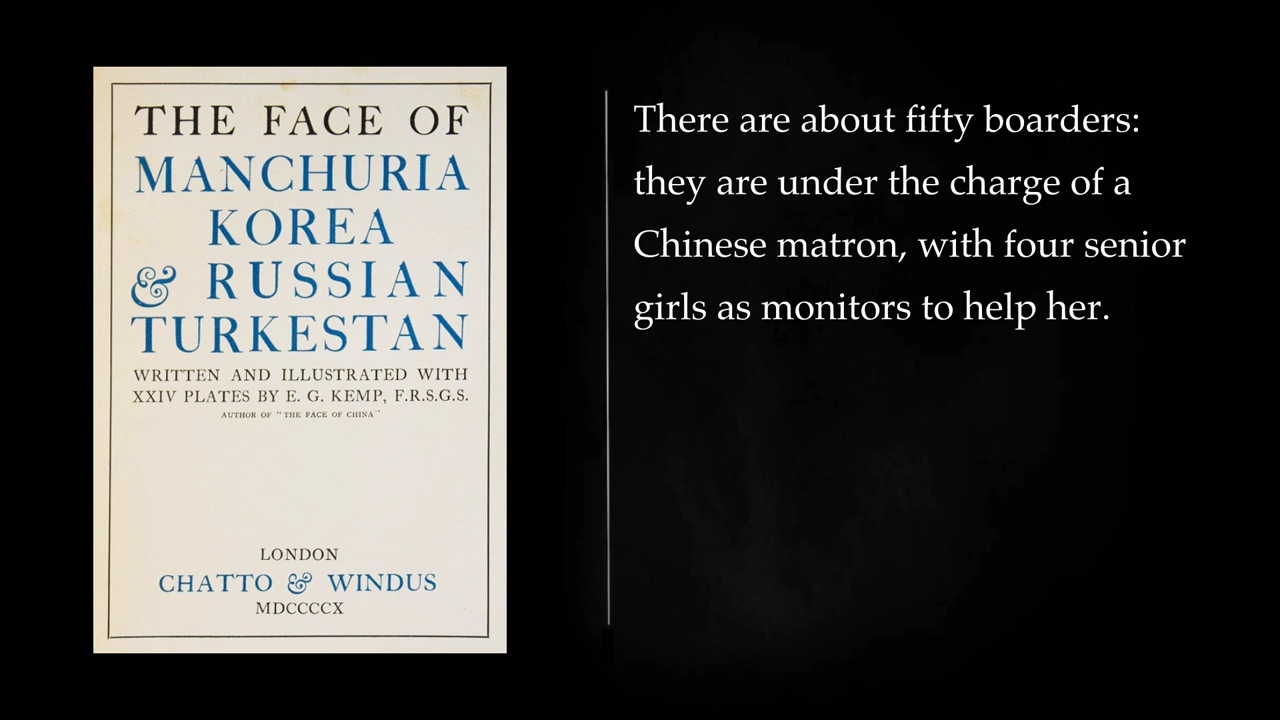 THE FACE OF
MANCHURIA
KOREA
& RUSSIAN
TURKESTAN
WRITTEN AND ILLUSTRATED WITH
XXIV PLATES BY E. G. KEMP, F.R.S.G.S.
AUTHOR OF "THE FACE OF CHINA"
LONDON
CHATTO & WINDUS
MDCCCCX
There are about fifty boarders:
they are under the charge of a
Chinese matron, with four senior
girls as monitors to help her.